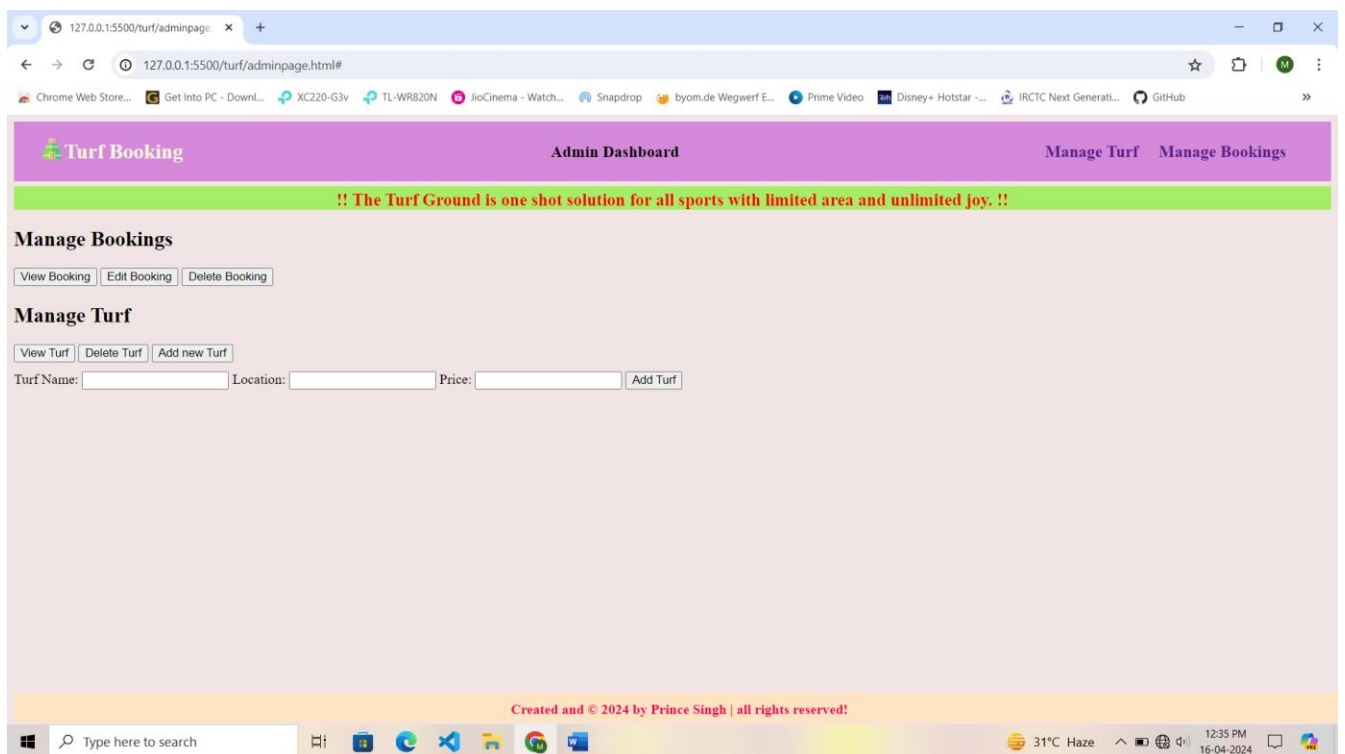 127.0.0.1:5500/turf/adminpage.
127.0.0.1:5500/turf/adminpage.html#
Chrome Web Store... Get Into PC - Downl... XC220-G3v TL-WR820N JioCinema - Watch... Snapdrop byom.de Wegwerf E... Prime Video Disney+ Hotstar -... IRCTC Next Generati... GitHub »
Turf Booking Admin Dashboard Manage Turf Manage Bookings
!! The Turf Ground is one shot solution for all sports with limited area and unlimited joy. !!
Manage Bookings
View Booking Edit Booking Delete Booking
Manage Turf
View Turf Delete Turf Add new Turf
Turf Name: Location: Price: Add Turf
Created and © 2024 by Prince Singh | all rights reserved!
Type here to search 31°C Haze 12:35 PM
16-04-2024